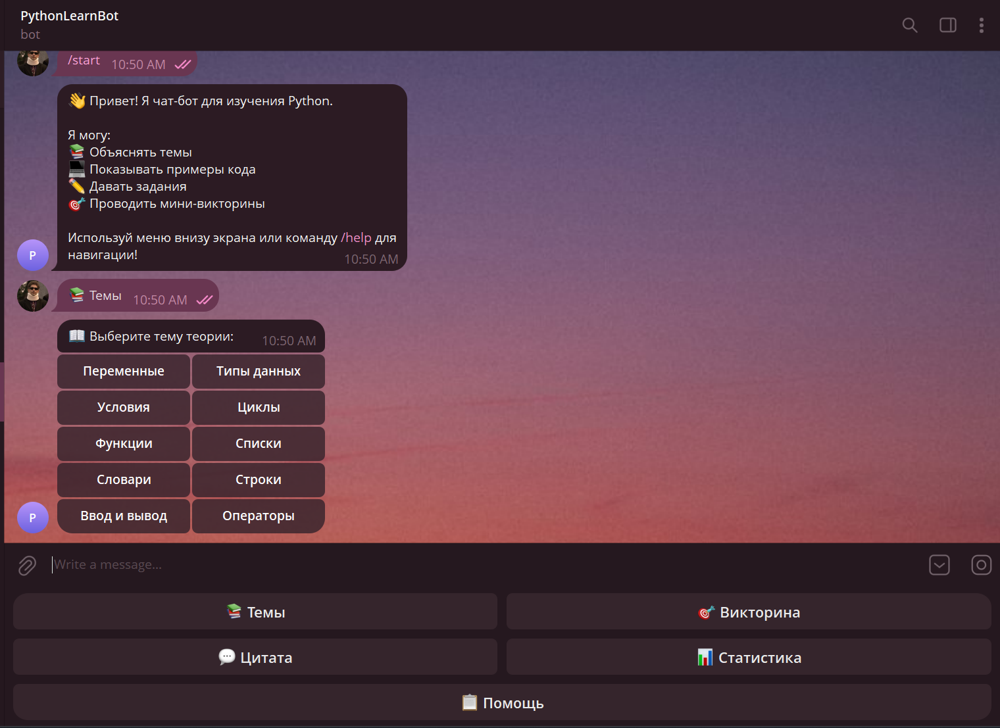 PythonLearnBot
bot
/start 10:50 AM
👋 Привет! Я чат-бот для изучения Python.
Я могу:
📚 Объяснять темы
💻 Показывать примеры кода
✏️ Давать задания
🎯 Проводить мини-викторины
Используй меню внизу экрана или команду /help для
навигации! 10:50 AM
P
📚 Темы 10:50 AM
📖 Выберите тему теории: 10:50 AM
Переменные Типы данных
Условия Циклы
Функции Списки
Словари Строки
Ввод и вывод Операторы
P
Write a message...
📚 Темы 🎯 Викторина
💬 Цитата 📊 Статистика
📋 Помощь